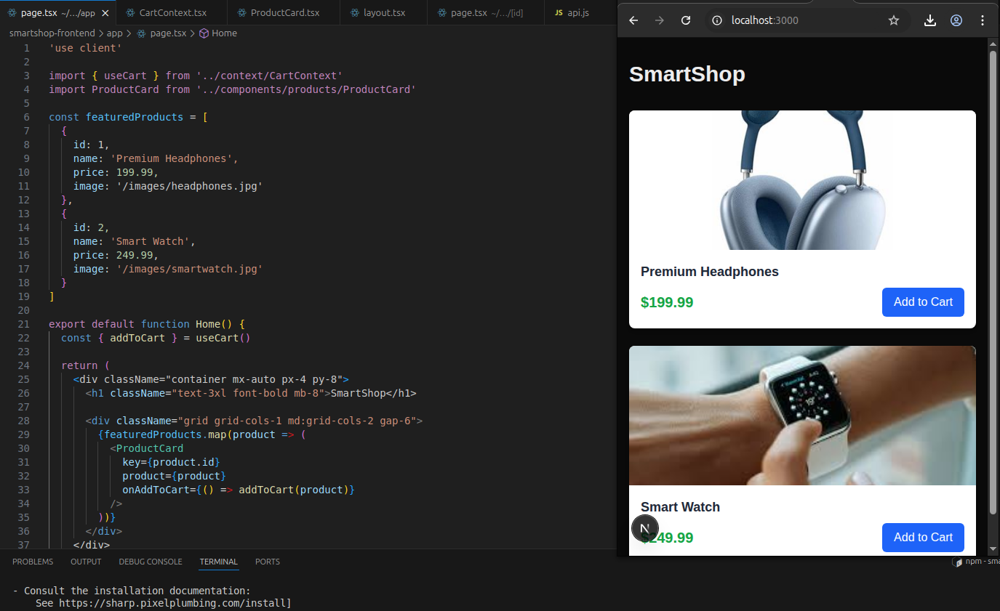 page.tsx ~/.../app ×
CartContext.tsx
ProductCard.tsx
layout.tsx
page.tsx ~/.../[id]
JS api.js
smartshop-frontend > app > page.tsx > Home
1 'use client'
2
3 import { useCart } from '../context/CartContext'
4 import ProductCard from '../components/products/ProductCard'
5
6 const featuredProducts = [
7 {
8 id: 1,
9 name: 'Premium Headphones',
10 price: 199.99,
11 image: '/images/headphones.jpg'
12 },
13 {
14 id: 2,
15 name: 'Smart Watch',
16 price: 249.99,
17 image: '/images/smartwatch.jpg'
18 }
19 ]
20
21 export default function Home() {
22 const { addToCart } = useCart()
23
24 return (
25 <div className="container mx-auto px-4 py-8">
26 <h1 className="text-3xl font-bold mb-8">SmartShop</h1>
27
28 <div className="grid grid-cols-1 md:grid-cols-2 gap-6">
29 {featuredProducts.map(product => (
30 <ProductCard
31 key={product.id}
32 product={product}
33 onAddToCart={() => addToCart(product)}
34 />
35 ))}
36 </div>
37 </div>
PROBLEMS OUTPUT DEBUG CONSOLE TERMINAL PORTS
npm - sma
- Consult the installation documentation:
See https://sharp.pixelplumbing.com/install]
localhost:3000
SmartShop
Premium Headphones
$199.99
Add to Cart
Smart Watch
N
$249.99
Add to Cart